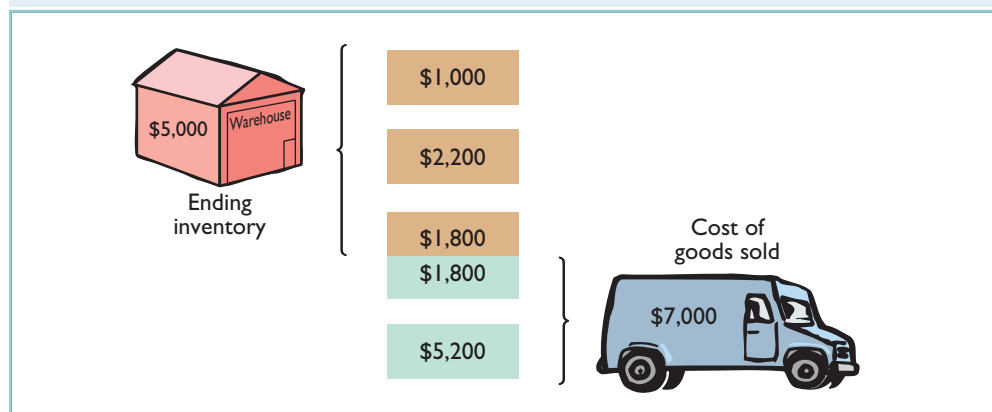 $5,000
Warehouse
Ending
inventory
$1,000
$2,200
$1,800
$1,800
$5,200
Cost of
goods sold
$7,000